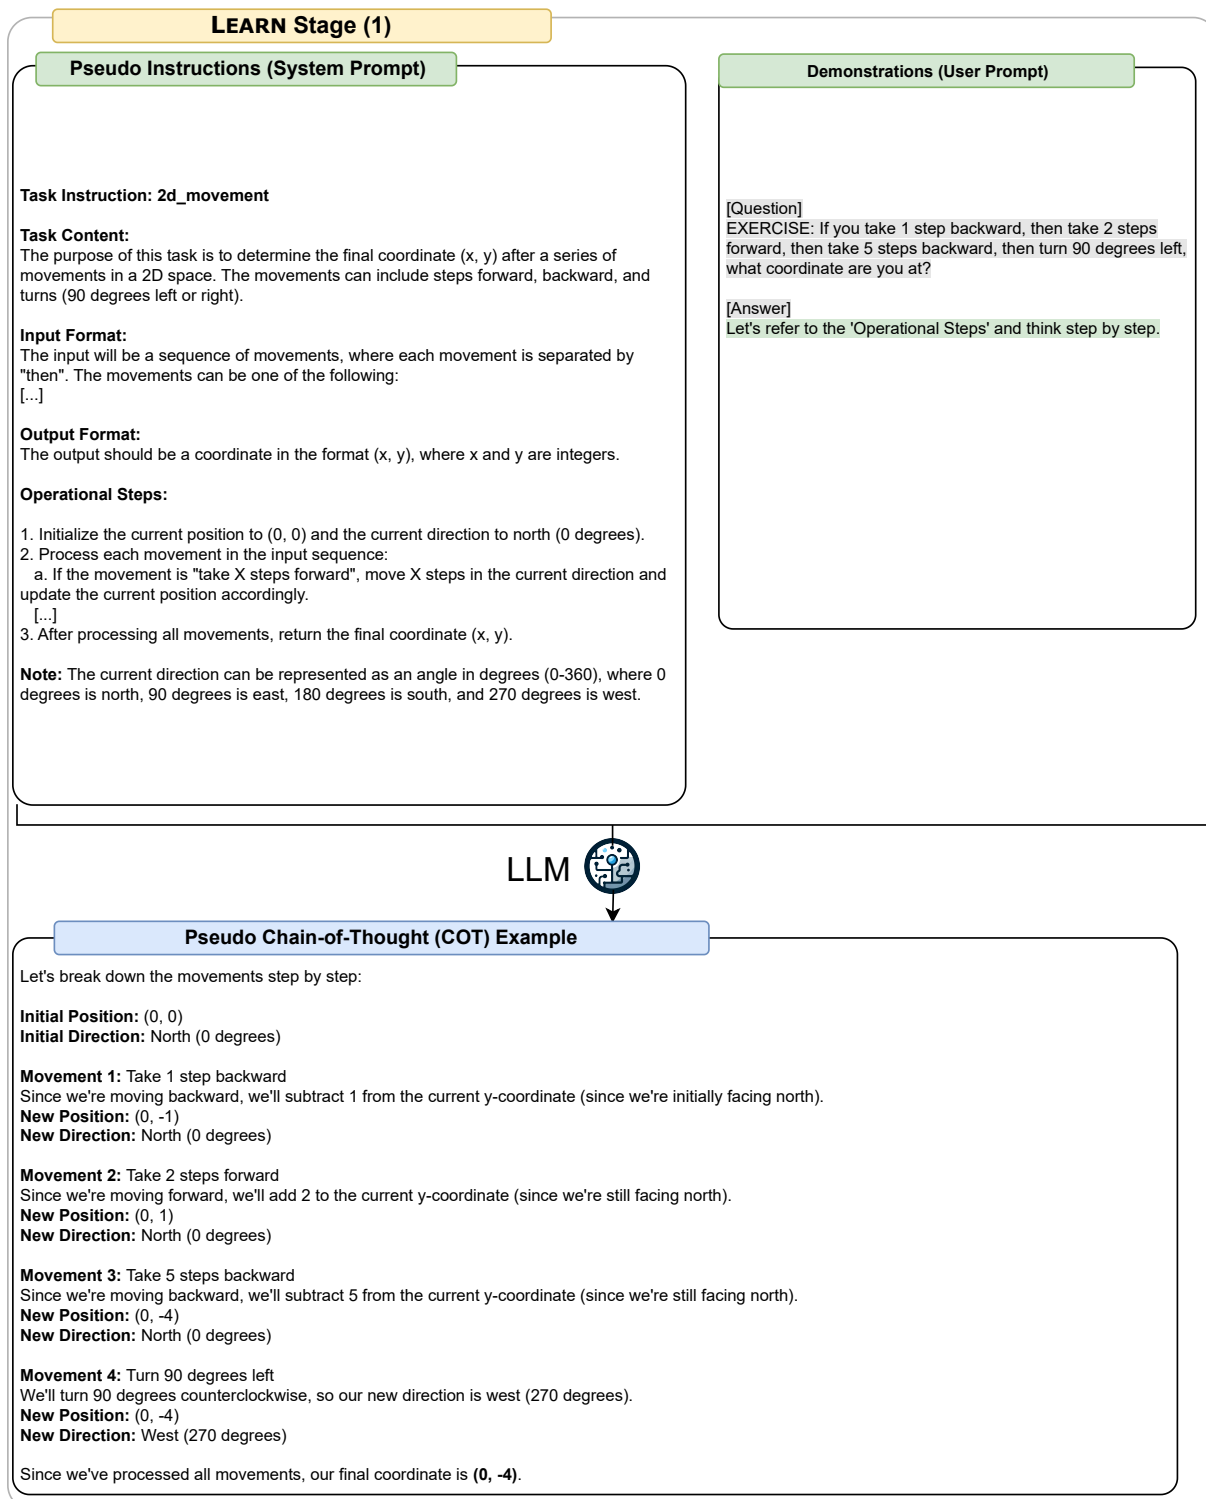 LEARN Stage (1)
Pseudo Instructions (System Prompt)
Task Instruction: 2d_movement
Task Content:
The purpose of this task is to determine the final coordinate (x, y) after a series of
movements in a 2D space. The movements can include steps forward, backward, and
turns (90 degrees left or right).
Input Format:
The input will be a sequence of movements, where each movement is separated by
"then". The movements can be one of the following:
[...]
Output Format:
The output should be a coordinate in the format (x, y), where x and y are integers.
Operational Steps:
1. Initialize the current position to (0, 0) and the current direction to north (0 degrees).
2. Process each movement in the input sequence:
a. If the movement is "take X steps forward", move X steps in the current direction and
update the current position accordingly.
[...]
3. After processing all movements, return the final coordinate (x, y).
Note: The current direction can be represented as an angle in degrees (0-360), where 0
degrees is north, 90 degrees is east, 180 degrees is south, and 270 degrees is west.
Demonstrations (User Prompt)
[Question]
EXERCISE: If you take 1 step backward, then take 2 steps
forward, then take 5 steps backward, then turn 90 degrees left,
what coordinate are you at?
[Answer]
Let's refer to the 'Operational Steps' and think step by step.
LLM
Pseudo Chain-of-Thought (COT) Example
Let's break down the movements step by step:
Initial Position: (0, 0)
Initial Direction: North (0 degrees)
Movement 1: Take 1 step backward
Since we're moving backward, we'll subtract 1 from the current y-coordinate (since we're initially facing north).
New Position: (0, -1)
New Direction: North (0 degrees)
Movement 2: Take 2 steps forward
Since we're moving forward, we'll add 2 to the current y-coordinate (since we're still facing north).
New Position: (0, 1)
New Direction: North (0 degrees)
Movement 3: Take 5 steps backward
Since we're moving backward, we'll subtract 5 from the current y-coordinate (since we're still facing north).
New Position: (0, -4)
New Direction: North (0 degrees)
Movement 4: Turn 90 degrees left
We'll turn 90 degrees counterclockwise, so our new direction is west (270 degrees).
New Position: (0, -4)
New Direction: West (270 degrees)
Since we've processed all movements, our final coordinate is (0, -4).